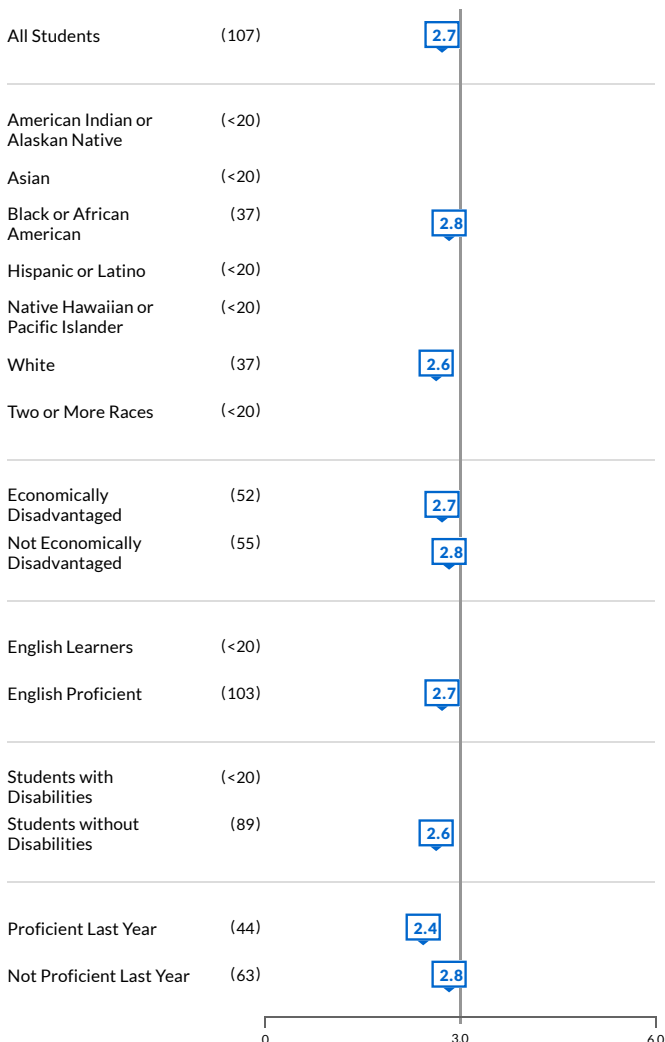 All Students (107) 2.7
American Indian or (<20)
Alaskan Native
Asian (<20)
Black or African (37) 2.8
American
Hispanic or Latino (<20)
Native Hawaiian or (<20)
Pacific Islander
White (37) 2.6
Two or More Races (<20)
Economically (52) 2.7
Disadvantaged
Not Economically (55) 2.8
Disadvantaged
English Learners (<20)
English Proficient (103) 2.7
Students with (<20)
Disabilities
Students without (89) 2.6
Disabilities
Proficient Last Year (44) 2.4
Not Proficient Last Year (63) 2.8
0 3.0 6.0